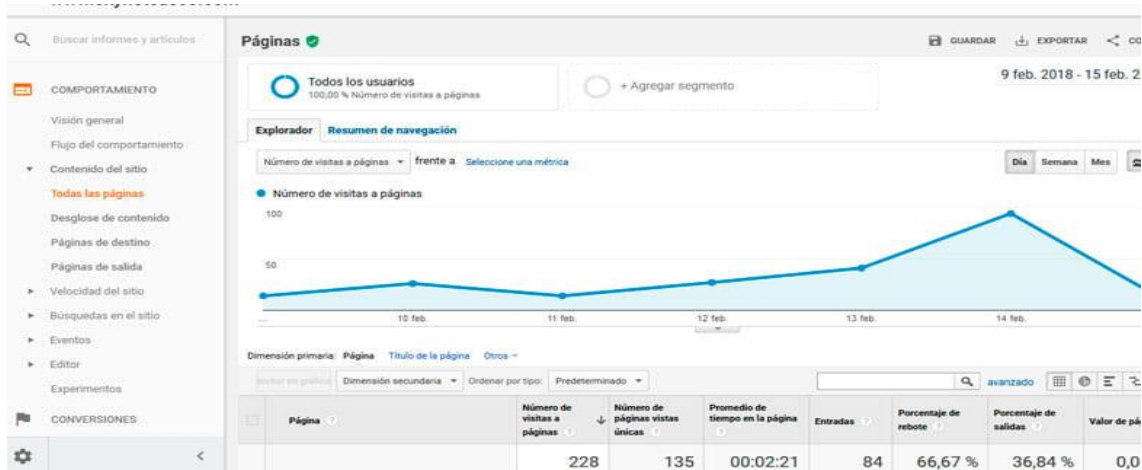 Buscar informes y artículos
COMPORTAMIENTO
Visión general
Flujo del comportamiento
Contenido del sitio
Todas las páginas
Desglose de contenido
Páginas de destino
Páginas de salida
Velocidad del sitio
Búsquedas en el sitio
Eventos
Editor
Experimentos
CONVERSIONES
Páginas
GUARDAR EXPORTAR CO
Todos los usuarios
100,00 % Número de visitas a páginas
+ Agregar segmento
9 feb. 2018 - 15 feb. 2
Explorador Resumen de navegación
Número de visitas a páginas frente a Seleccione una métrica
Día Semana Mes
Número de visitas a páginas
100
50
... 10 feb. 11 feb. 12 feb. 13 feb. 14 feb.
Dimensión primaria: Página Título de la página Otros
Dimensión secundaria Ordenar por tipo: Predeterminado avanzado
Página ?
Número de visitas a páginas ?
Número de páginas vistas únicas ?
Promedio de tiempo en la página ?
Entradas ?
Porcentaje de rebote ?
Porcentaje de salidas ?
Valor de pá
228 135 00:02:21 84 66,67 % 36,84 % 0,0